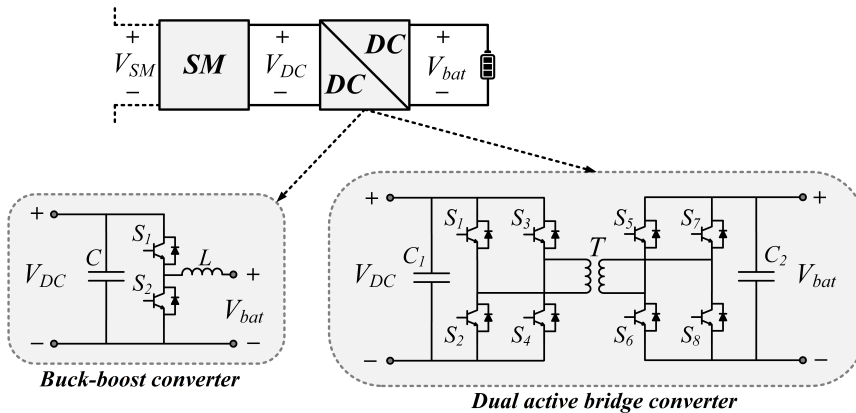 + + +
V_SM SM V_DC DC DC V_bat
− − −
+ S_1
C L
V_DC S_2 +
V_bat
− −
Buck-boost converter
+ S_1 S_3 S_5 S_7 +
V_DC C_1 T C_2 V_bat
S_2 S_4 S_6 S_8
− −
Dual active bridge converter